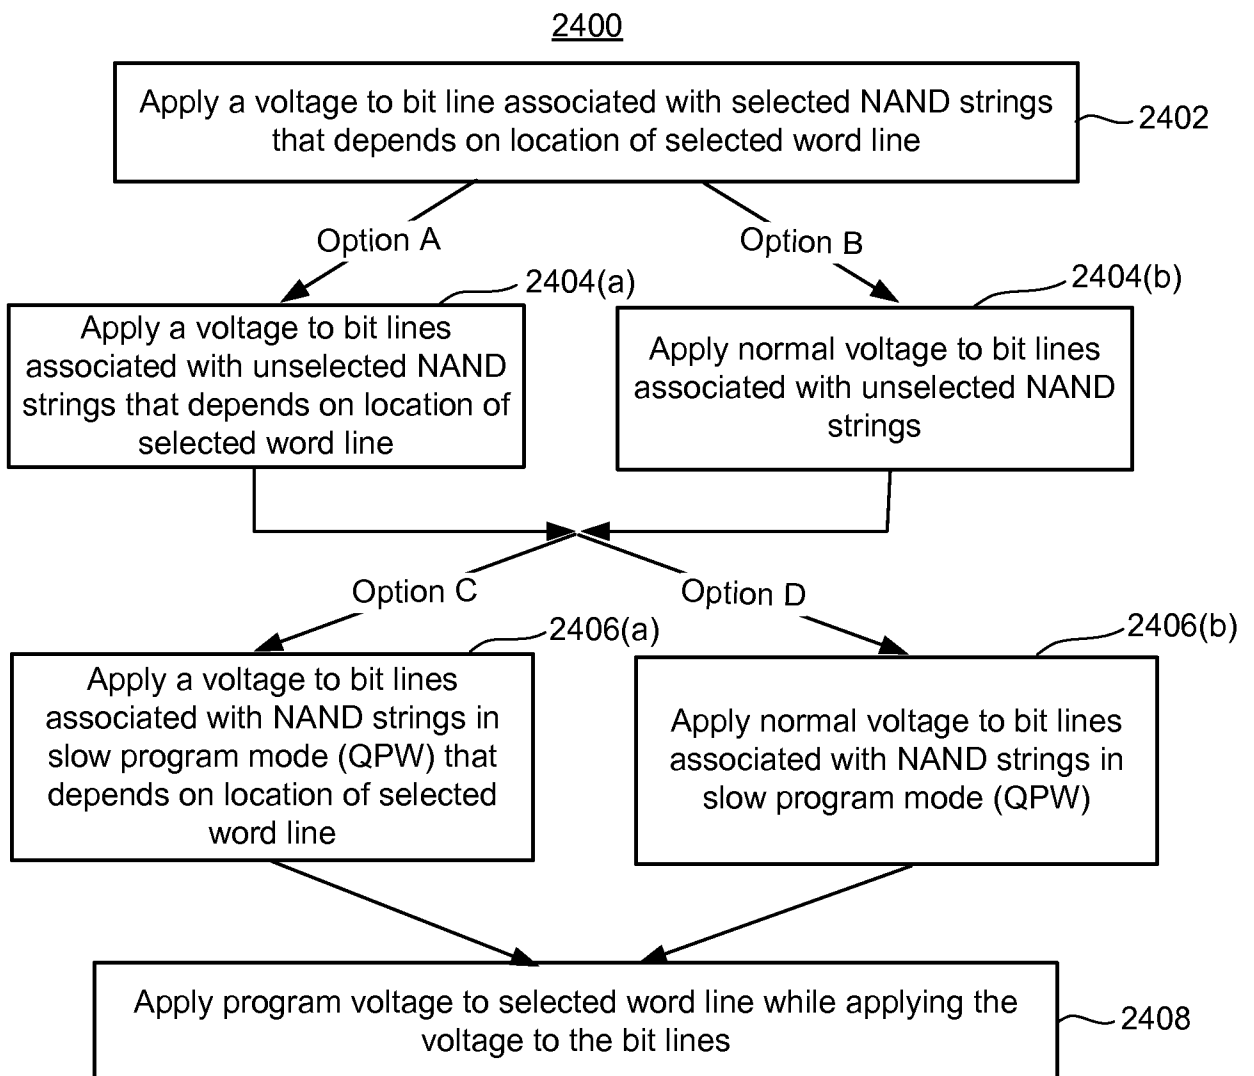 2400
Apply a voltage to bit line associated with selected NAND strings
that depends on location of selected word line
2402
Option A
Option B
2404(a)
2404(b)
Apply a voltage to bit lines
associated with unselected NAND
strings that depends on location of
selected word line
Apply normal voltage to bit lines
associated with unselected NAND
strings
Option C
Option D
2406(a)
2406(b)
Apply a voltage to bit lines
associated with NAND strings in
slow program mode (QPW) that
depends on location of selected
word line
Apply normal voltage to bit lines
associated with NAND strings in
slow program mode (QPW)
Apply program voltage to selected word line while applying the
voltage to the bit lines
2408